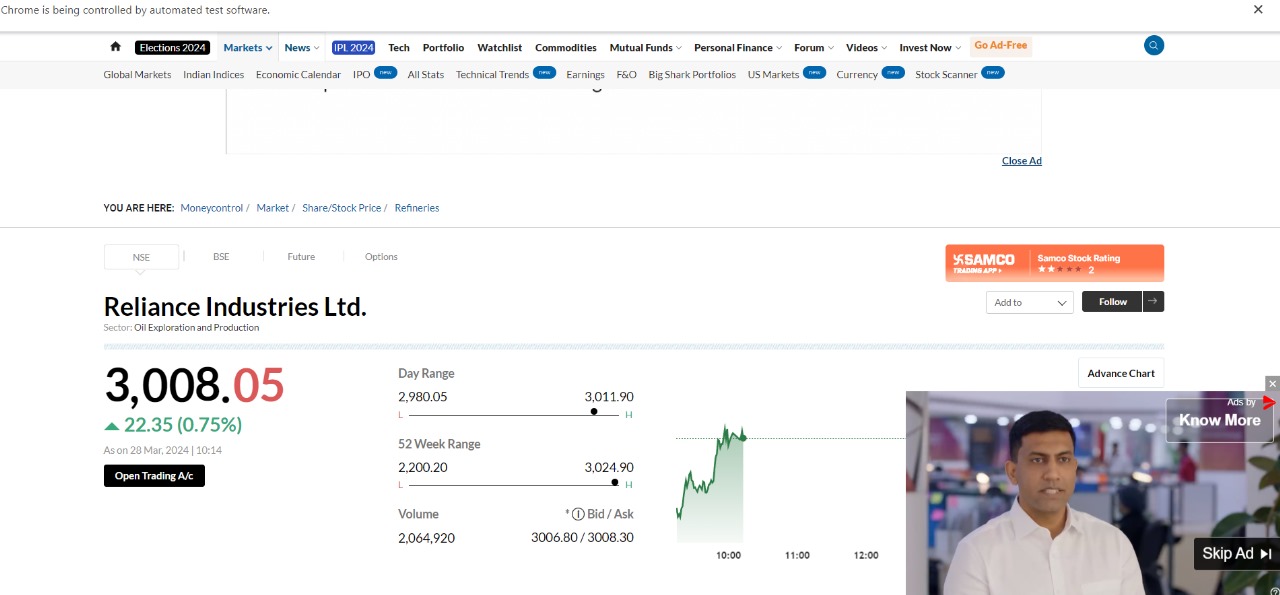 Chrome is being controlled by automated test software.
Elections 2024 Markets News IPL 2024 Tech Portfolio Watchlist Commodities Mutual Funds Personal Finance Forum Videos Invest Now Go Ad-Free
Global Markets Indian Indices Economic Calendar IPO new All Stats Technical Trends new Earnings F&O Big Shark Portfolios US Markets new Currency new Stock Scanner new
Close Ad
YOU ARE HERE: Moneycontrol / Market / Share/Stock Price / Refineries
NSE BSE Future Options
SAMCO
TRADING APP
Samco Stock Rating
★★★★★ 2
Reliance Industries Ltd.
Sector: Oil Exploration and Production
Add to Follow
3,008.05
22.35 (0.75%)
As on 28 Mar, 2024 | 10:14
Open Trading A/c
Day Range
2,980.05 3,011.90
L H
52 Week Range
2,200.20 3,024.90
L H
Volume * Bid / Ask
2,064,920 3006.80 / 3008.30
Advance Chart
10:00 11:00 12:00
Ads by
Know More
Skip Ad